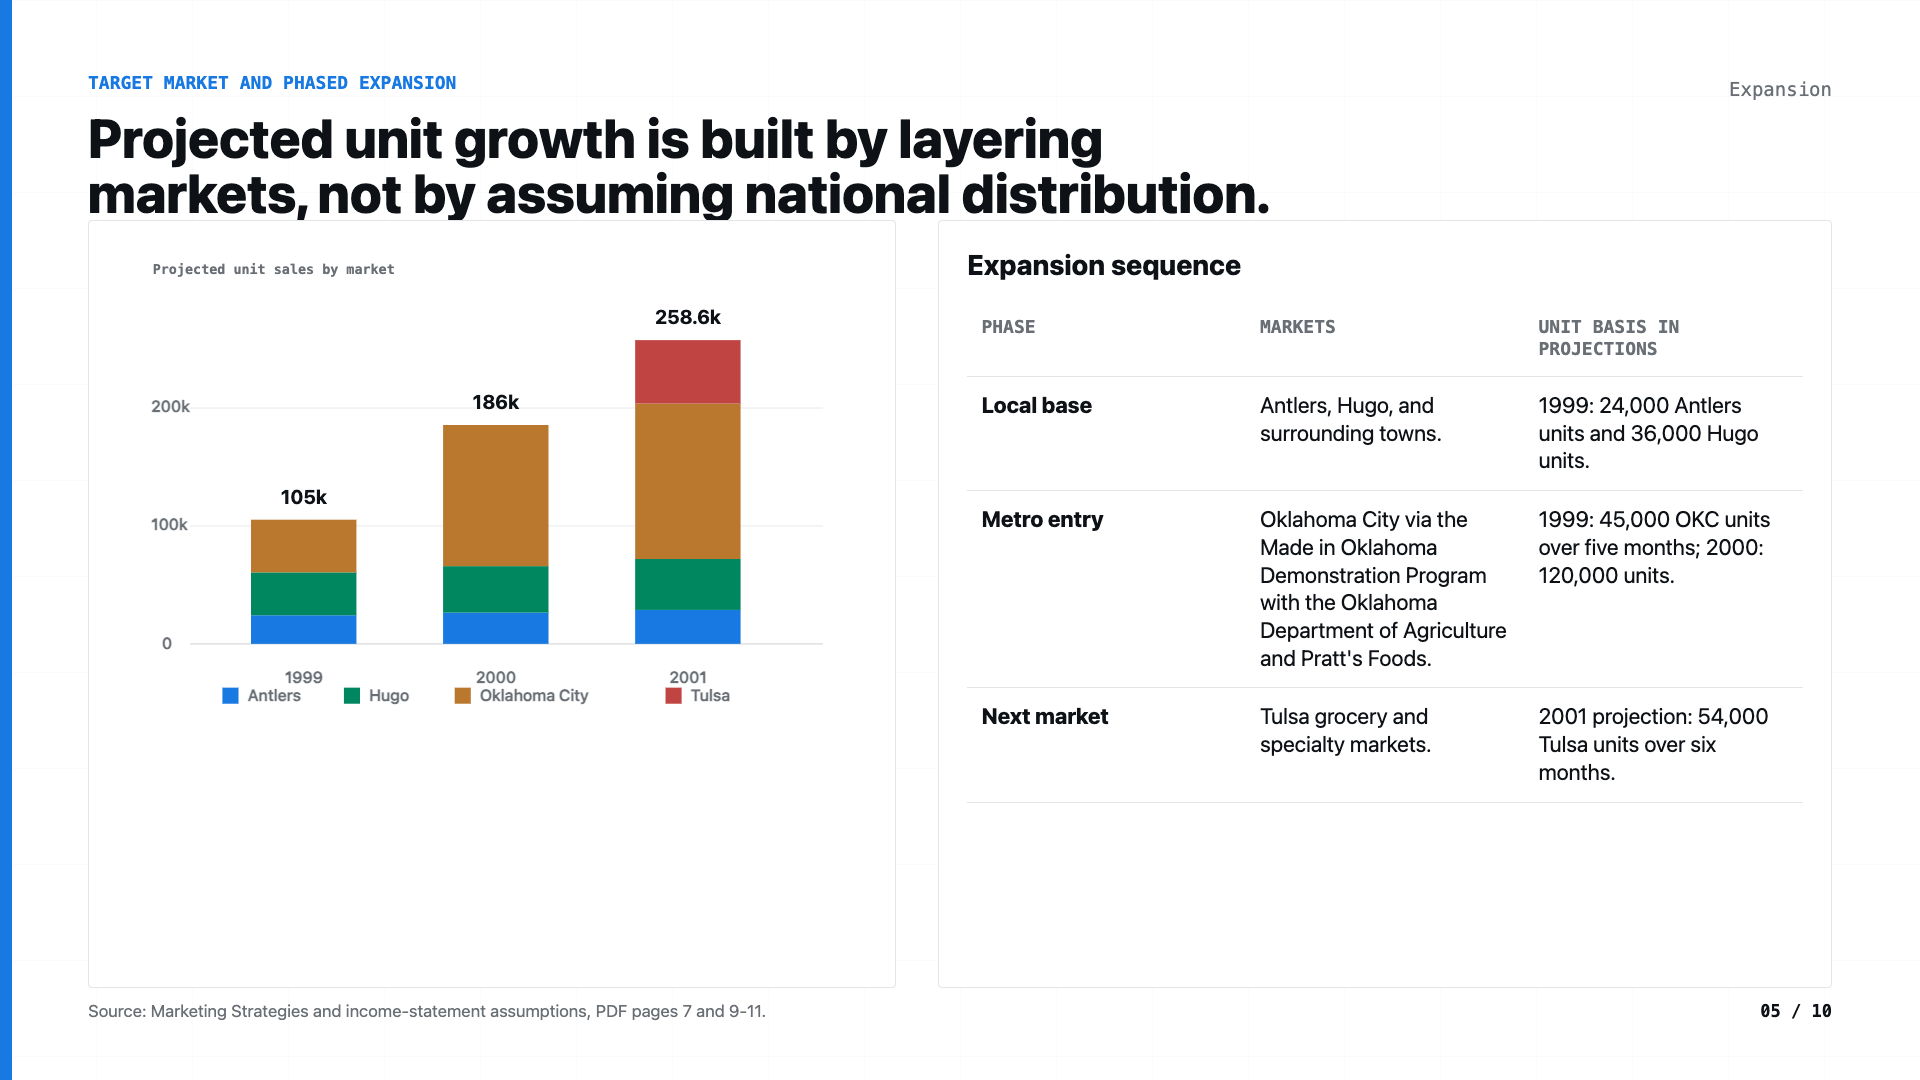 TARGET MARKET AND PHASED EXPANSION
Expansion
Projected unit growth is built by layering
markets, not by assuming national distribution.
Projected unit sales by market
258.6k
186k
105k
200k
100k
0
1999
2000
2001
Antlers
Hugo
Oklahoma City
Tulsa
Expansion sequence
PHASE
MARKETS
UNIT BASIS IN
PROJECTIONS
Local base
Antlers, Hugo, and
surrounding towns.
1999: 24,000 Antlers
units and 36,000 Hugo
units.
Metro entry
Oklahoma City via the
Made in Oklahoma
Demonstration Program
with the Oklahoma
Department of Agriculture
and Pratt's Foods.
1999: 45,000 OKC units
over five months; 2000:
120,000 units.
Next market
Tulsa grocery and
specialty markets.
2001 projection: 54,000
Tulsa units over six
months.
Source: Marketing Strategies and income-statement assumptions, PDF pages 7 and 9-11.
05 / 10